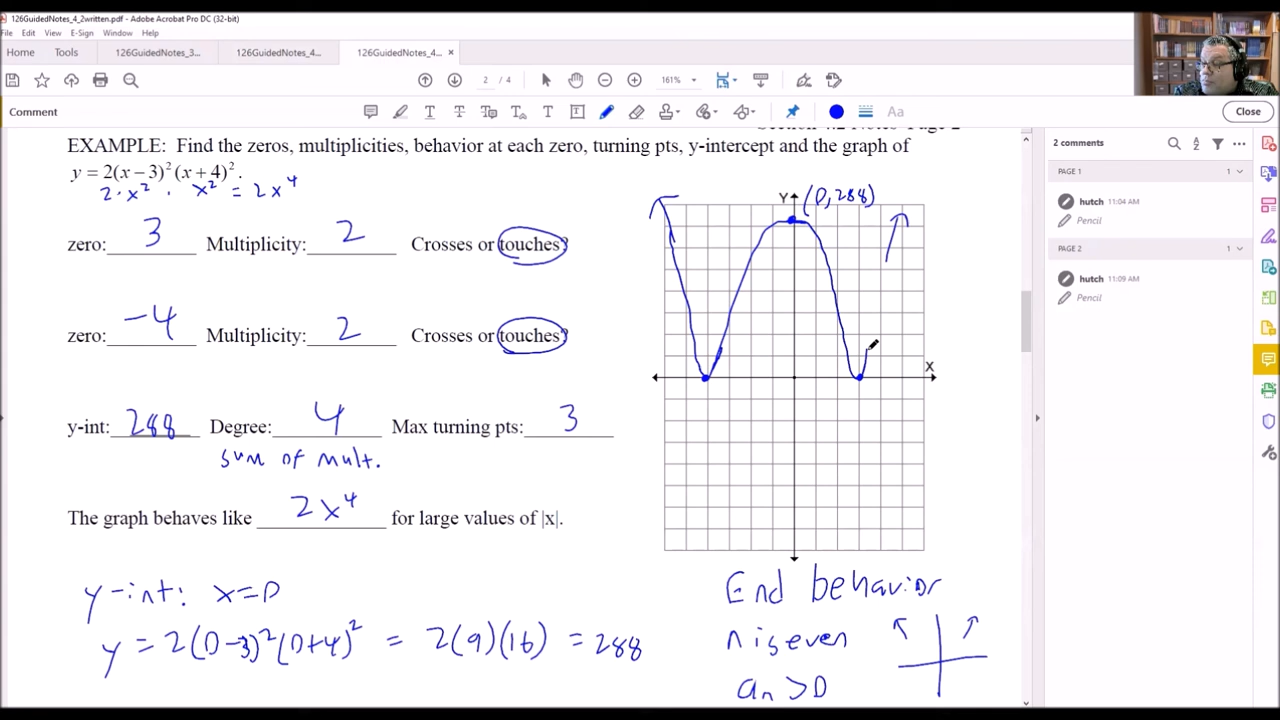 126GuidedNotes_4_2written.pdf - Adobe Acrobat Pro DC (32-bit)
File Edit View E-Sign Window Help
Home Tools 126GuidedNotes_3... 126GuidedNotes_4... 126GuidedNotes_4... ×
2 / 4 161%
Comment Aa Close
EXAMPLE: Find the zeros, multiplicities, behavior at each zero, turning pts, y-intercept and the graph of
y = 2(x − 3)²(x + 4)².
2·x² · x² = 2x⁴
zero: 3 Multiplicity: 2 Crosses or touches?
zero: −4 Multiplicity: 2 Crosses or touches?
y-int: 288 Degree: 4 Max turning pts: 3
sum of mult.
The graph behaves like 2x⁴ for large values of |x|.
y-int: x=0
y = 2(0−3)²(0+4)² = 2(9)(16) = 288
Y (0,288)
X
End behavior
n is even
aₙ >0
2 comments
PAGE 1 1
hutch 11:04 AM
Pencil
PAGE 2 1
hutch 11:09 AM
Pencil